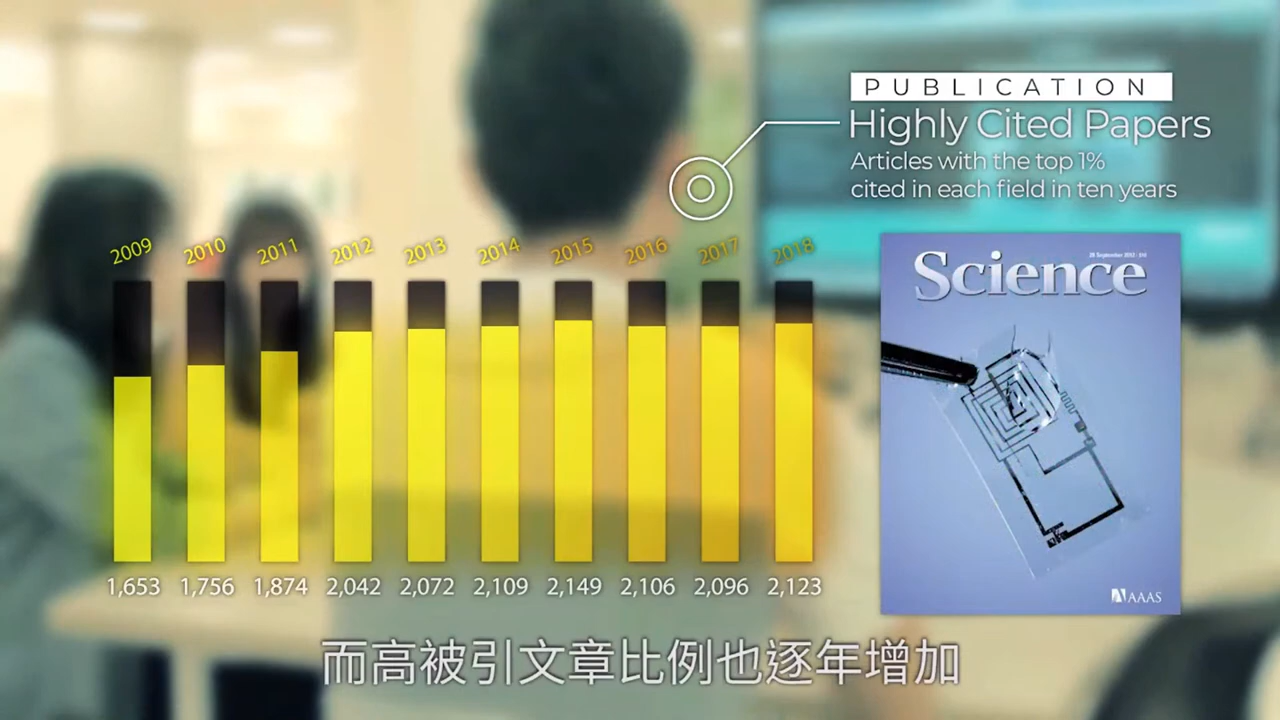 PUBLICATION
Highly Cited Papers
Articles with the top 1%
cited in each field in ten years
2009 2010 2011 2012 2013 2014 2015 2016 2017 2018
Science
AAAS
1,653 1,756 1,874 2,042 2,072 2,109 2,149 2,106 2,096 2,123
而高被引文章比例也逐年增加